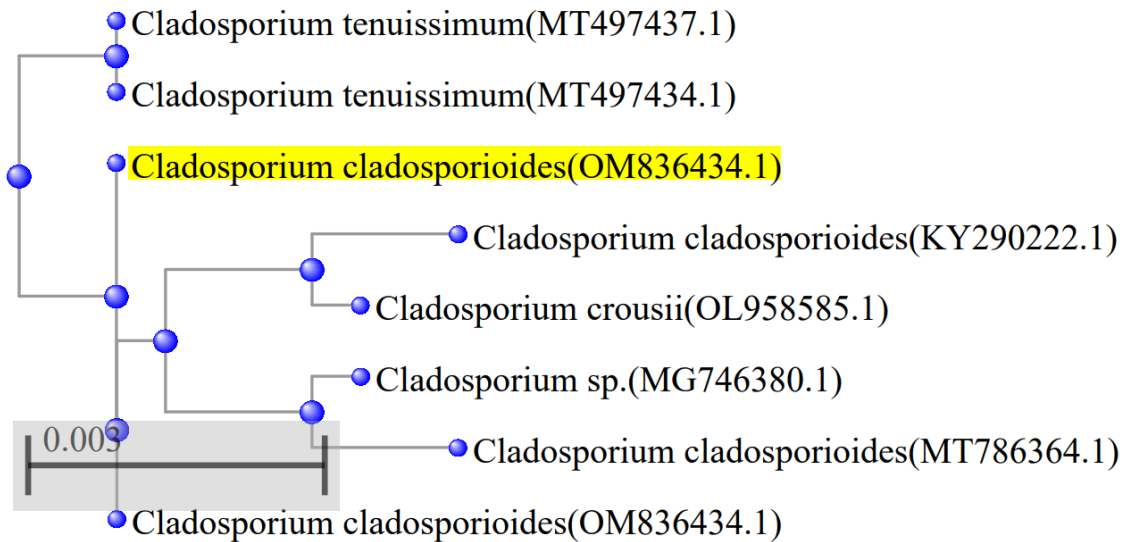 Cladosporium tenuissimum(MT497437.1)
Cladosporium tenuissimum(MT497434.1)
Cladosporium cladosporioides(OM836434.1)
Cladosporium cladosporioides(KY290222.1)
Cladosporium crousii(OL958585.1)
Cladosporium sp.(MG746380.1)
0.003
Cladosporium cladosporioides(MT786364.1)
Cladosporium cladosporioides(OM836434.1)